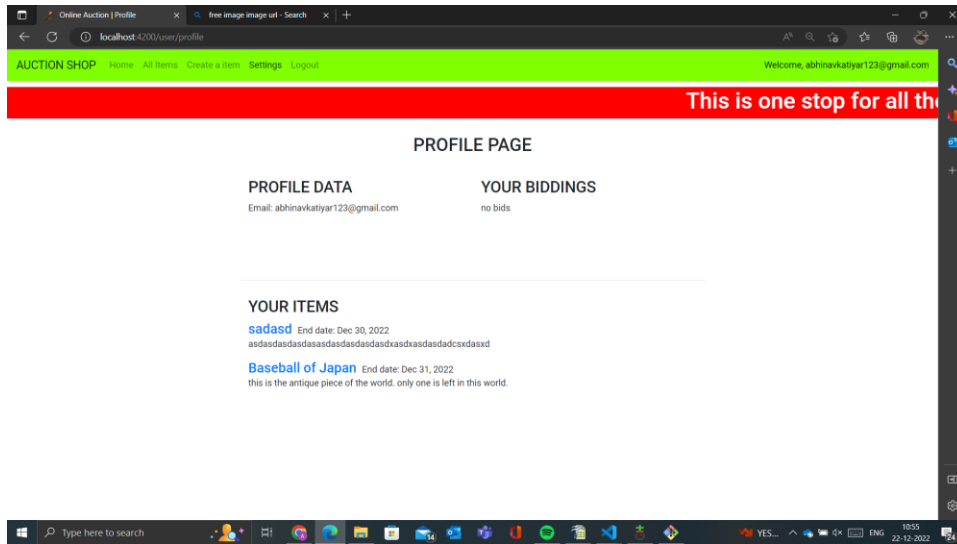 Online Auction | Profile
free image image url - Search
localhost:4200/user/profile
AUCTION SHOP Home All Items Create a item Settings Logout
Welcome, abhinavkatiyar123@gmail.com
This is one stop for all the
PROFILE PAGE
PROFILE DATA
Email: abhinavkatiyar123@gmail.com
YOUR BIDDINGS
no bids
YOUR ITEMS
sadasd End date: Dec 30, 2022
asdasdasdasdasasdasdasdasdasdxasdxasdasdadcsxdasxd
Baseball of Japan End date: Dec 31, 2022
this is the antique piece of the world. only one is left in this world.
Type here to search
14
YES...
ENG
10:55
22-12-2022
24